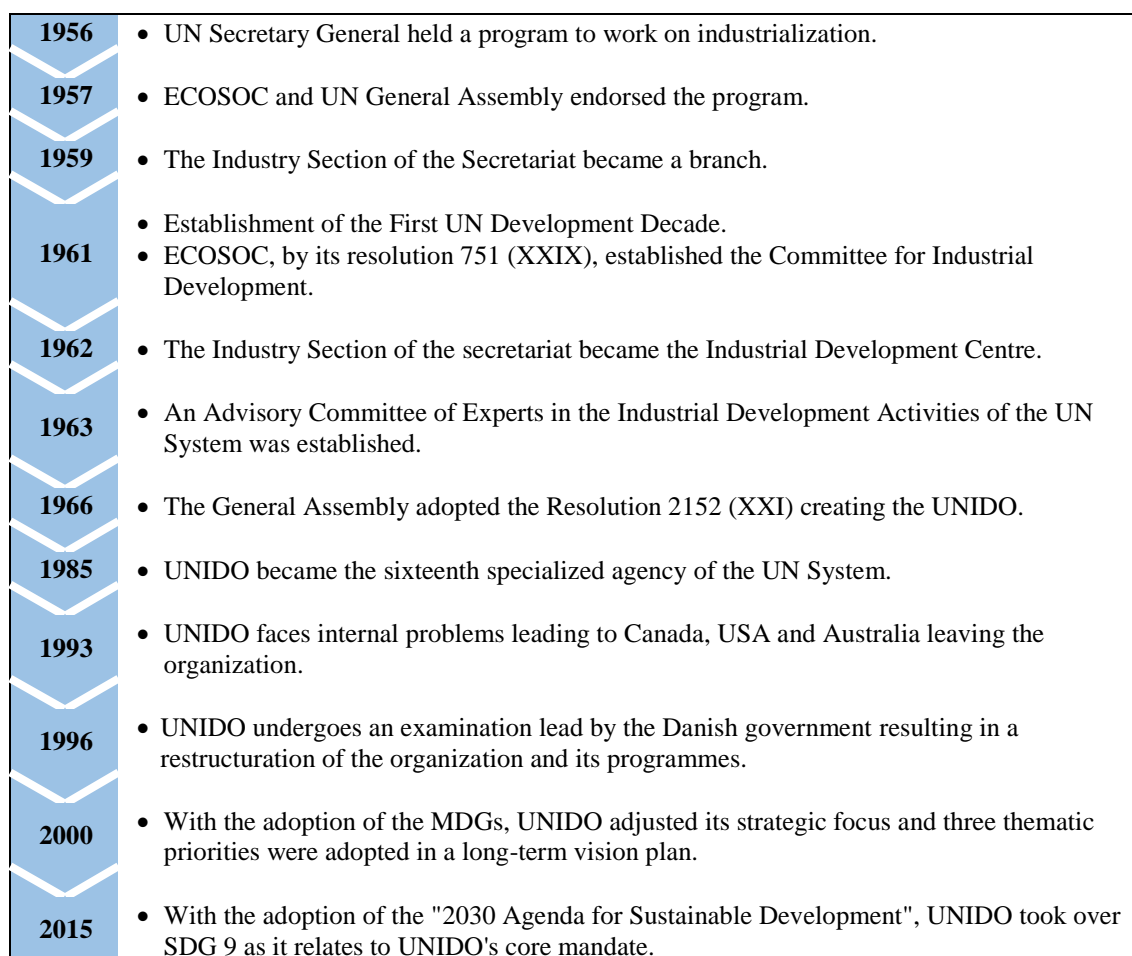 1956
• UN Secretary General held a program to work on industrialization.
1957
• ECOSOC and UN General Assembly endorsed the program.
1959
• The Industry Section of the Secretariat became a branch.
1961
• Establishment of the First UN Development Decade.
• ECOSOC, by its resolution 751 (XXIX), established the Committee for Industrial
Development.
1962
• The Industry Section of the secretariat became the Industrial Development Centre.
1963
• An Advisory Committee of Experts in the Industrial Development Activities of the UN
System was established.
1966
• The General Assembly adopted the Resolution 2152 (XXI) creating the UNIDO.
1985
• UNIDO became the sixteenth specialized agency of the UN System.
1993
• UNIDO faces internal problems leading to Canada, USA and Australia leaving the
organization.
1996
• UNIDO undergoes an examination lead by the Danish government resulting in a
restructuration of the organization and its programmes.
2000
• With the adoption of the MDGs, UNIDO adjusted its strategic focus and three thematic
priorities were adopted in a long-term vision plan.
2015
• With the adoption of the "2030 Agenda for Sustainable Development", UNIDO took over
SDG 9 as it relates to UNIDO's core mandate.